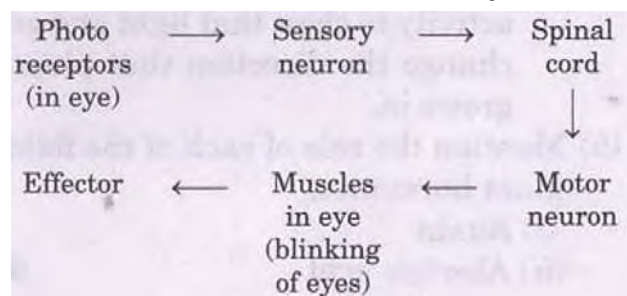 Photo → Sensory → Spinal
receptors neuron cord
(in eye)
↓
Effector ← Muscles ← Motor
in eye neuron
(blinking
of eyes)